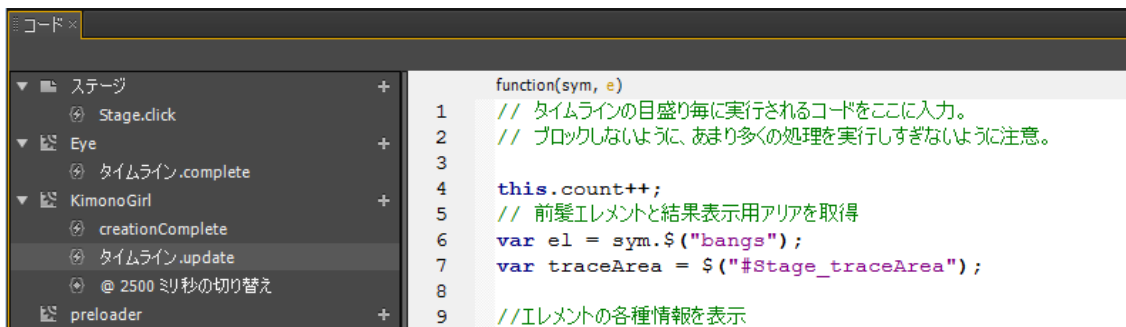 コード
ステージ
Stage.click
Eye
タイムライン.complete
KimonoGirl
creationComplete
タイムライン.update
@ 2500 ミリ秒の切り替え
preloader
function(sym, e)
1 // タイムラインの目盛り毎に実行されるコードをここに入力。
2 // ブロックしないように、あまり多くの処理を実行しすぎないように注意。
3
4 this.count++;
5 // 前髪エレメントと結果表示用アリアを取得
6 var el = sym.$("bangs");
7 var traceArea = $("#Stage_traceArea");
8
9 //エレメントの各種情報を表示